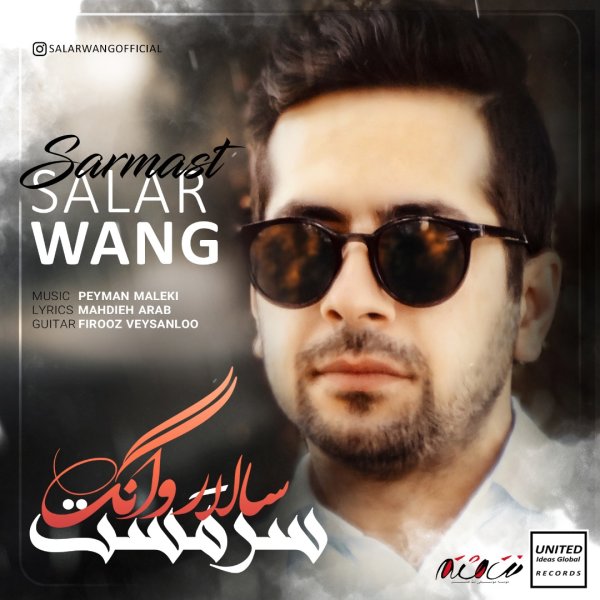 SALARWANGOFFICIAL
Sarmast
SALAR
WANG
MUSIC PEYMAN MALEKI
LYRICS MAHDIEH ARAB
GUITAR FIROOZ VEYSANLOO
سالار وانگ
سرمست
UNITED
Ideas Global
RECORDS